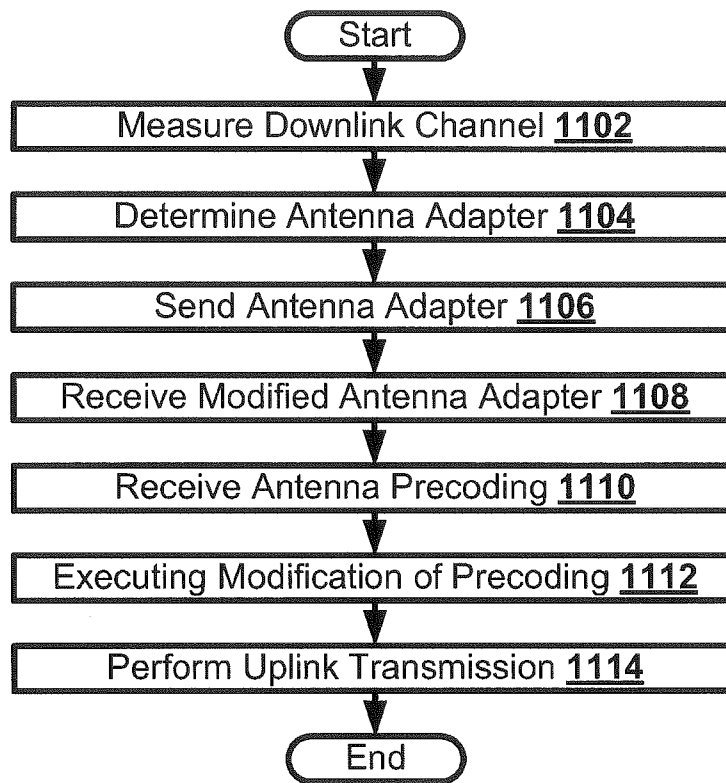 Start
Measure Downlink Channel 1102
Determine Antenna Adapter 1104
Send Antenna Adapter 1106
Receive Modified Antenna Adapter 1108
Receive Antenna Precoding 1110
Executing Modification of Precoding 1112
Perform Uplink Transmission 1114
End